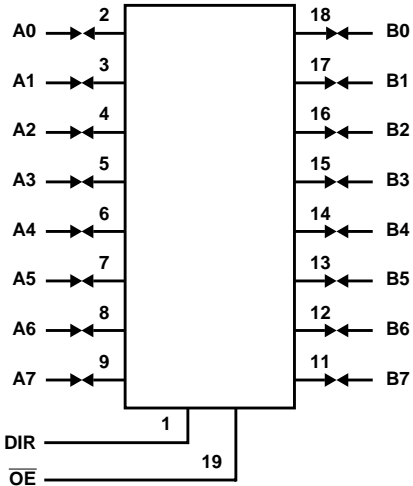 A0 2 18 B0
A1 3 17 B1
A2 4 16 B2
A3 5 15 B3
A4 6 14 B4
A5 7 13 B5
A6 8 12 B6
A7 9 11 B7
DIR 1
O̅E̅ 19